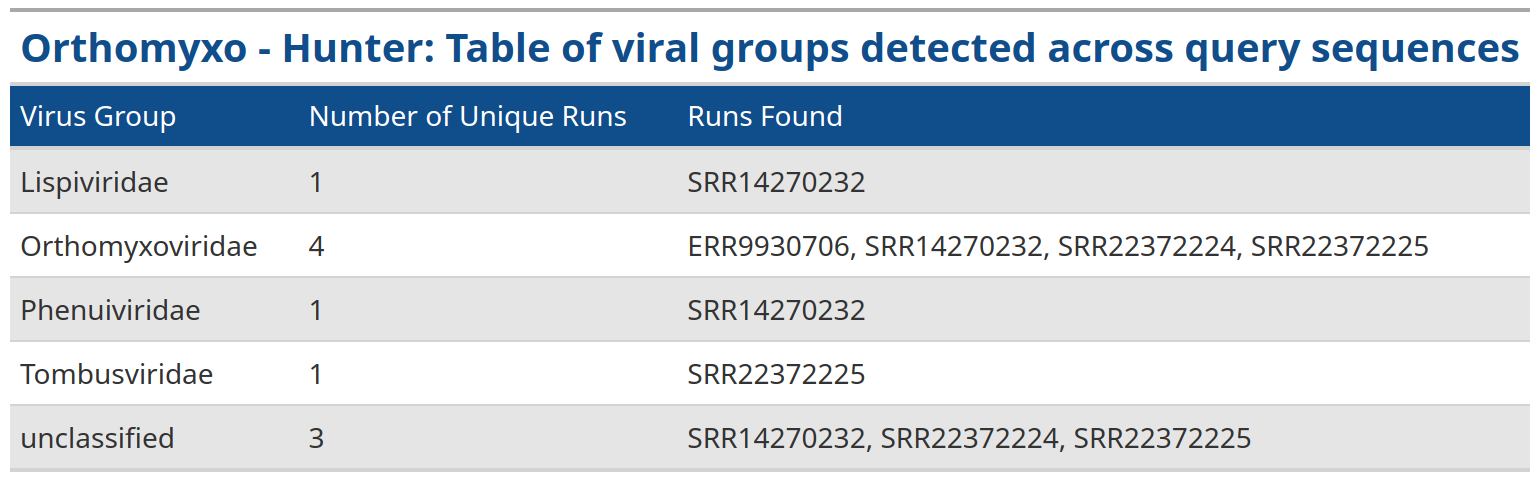 Orthomyxo - Hunter: Table of viral groups detected across query sequences
Virus Group Number of Unique Runs Runs Found
Lispiviridae 1 SRR14270232
Orthomyxoviridae 4 ERR9930706, SRR14270232, SRR22372224, SRR22372225
Phenuiviridae 1 SRR14270232
Tombusviridae 1 SRR22372225
unclassified 3 SRR14270232, SRR22372224, SRR22372225